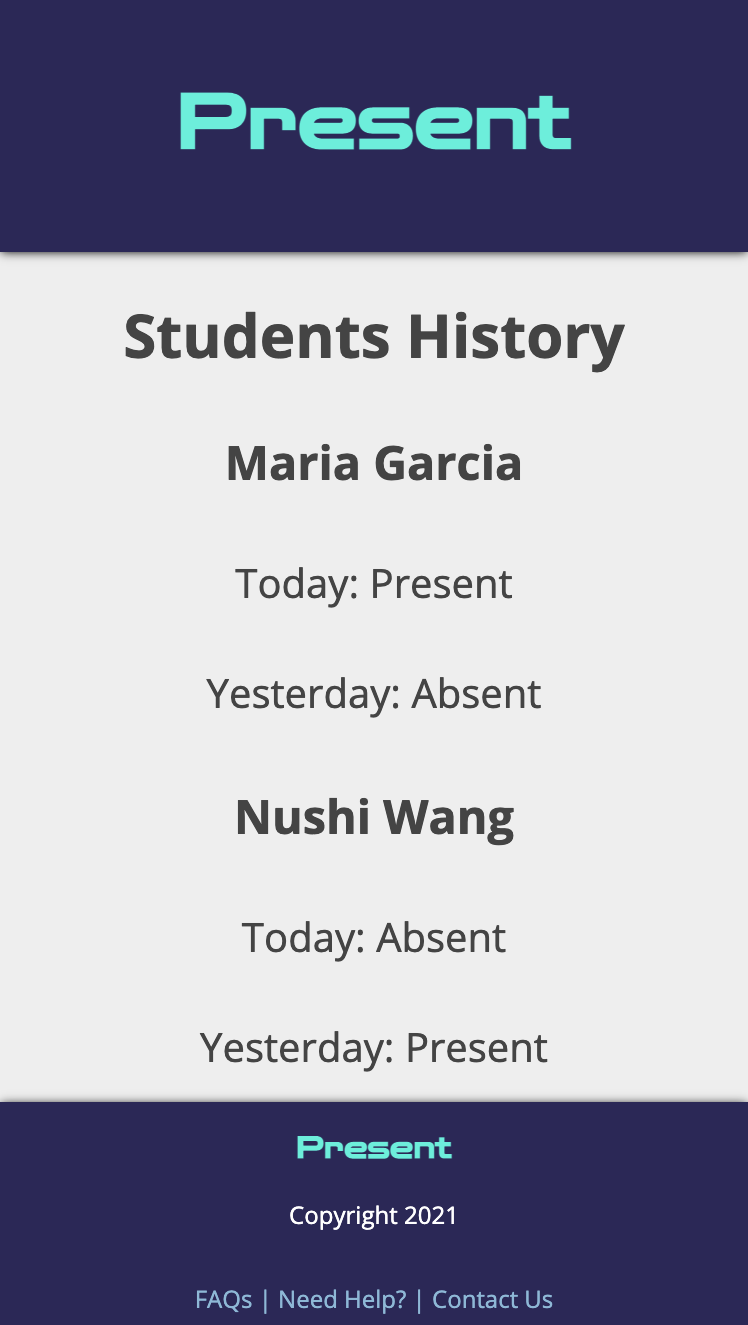 Present
Students History
Maria Garcia
Today: Present
Yesterday: Absent
Nushi Wang
Today: Absent
Yesterday: Present
Present
Copyright 2021
FAQs | Need Help? | Contact Us